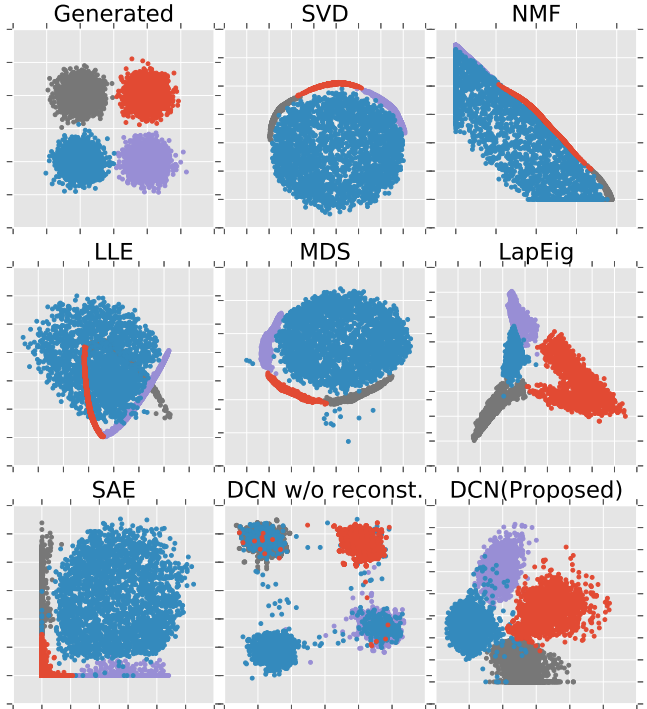 Generated
SVD
NMF
LLE
MDS
LapEig
SAE
DCN w/o reconst.
DCN(Proposed)